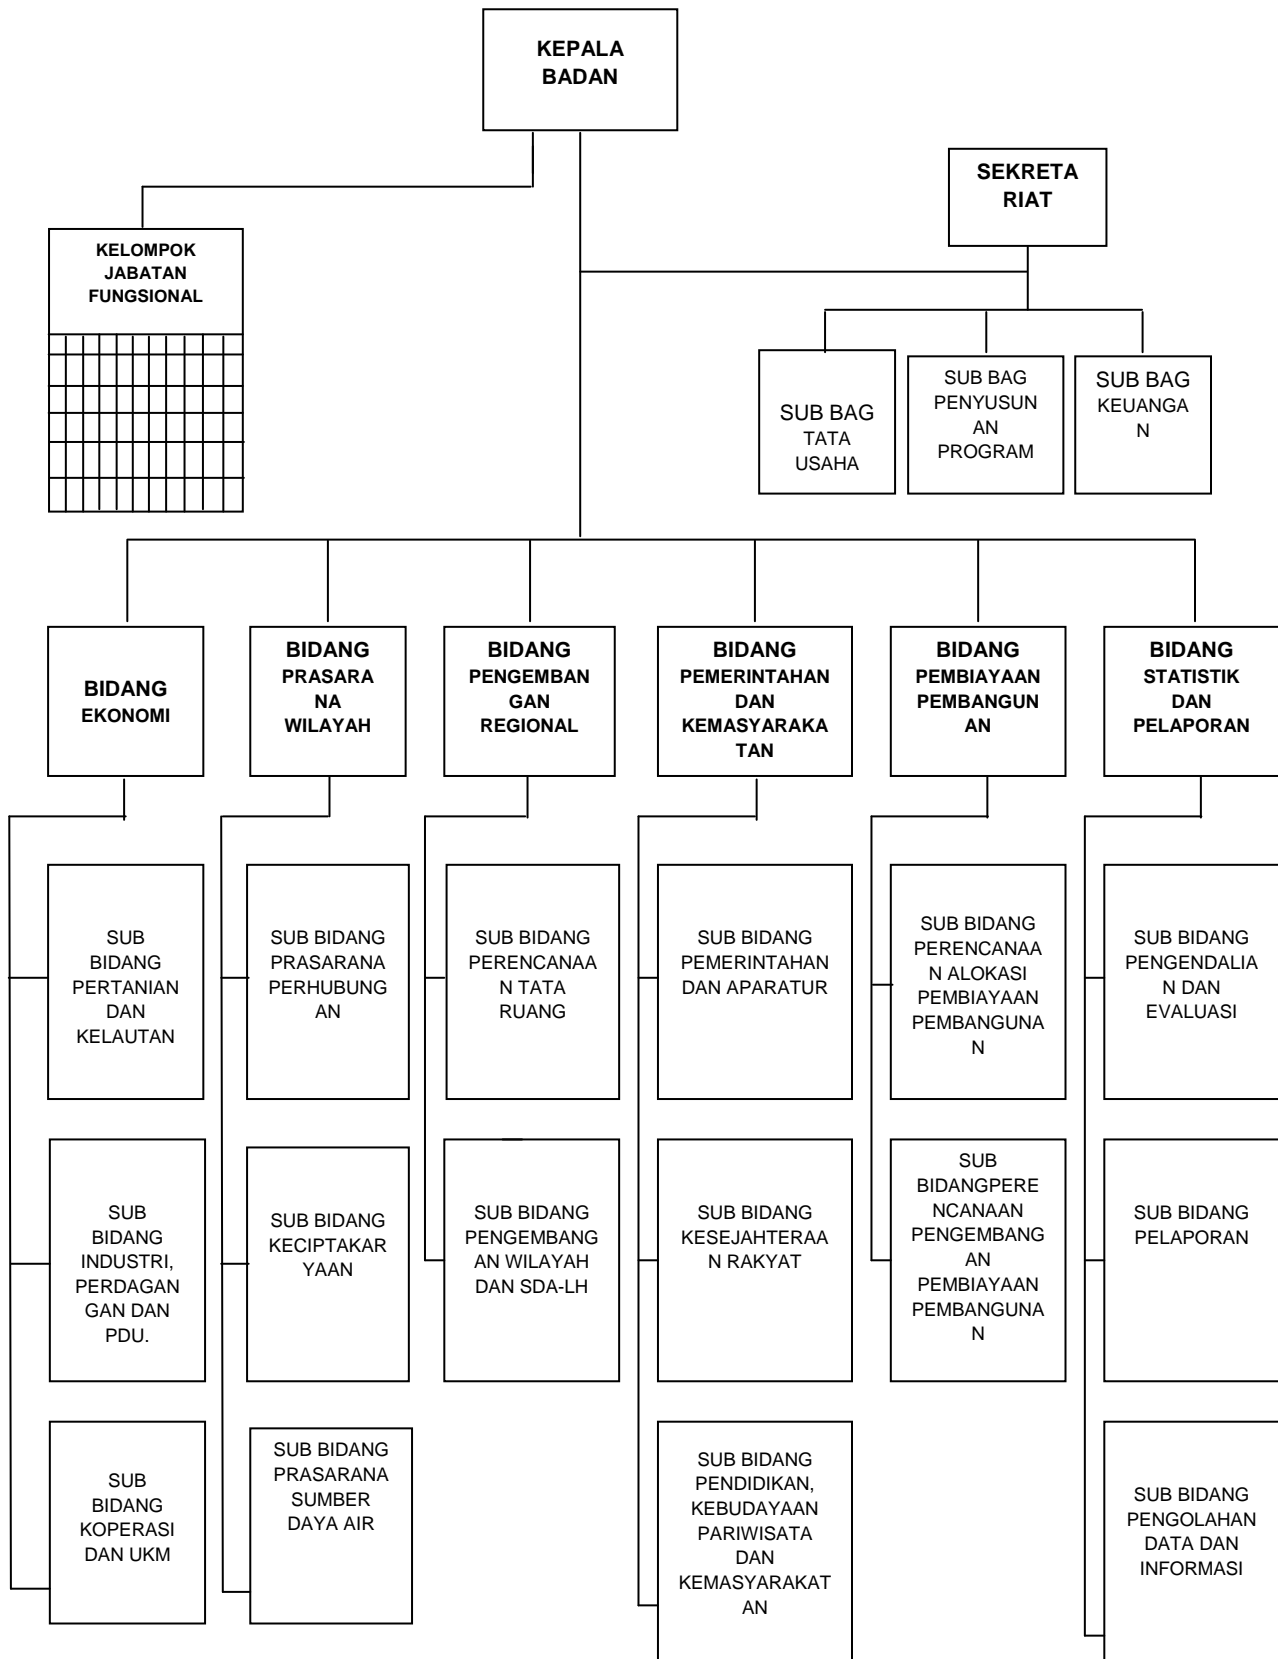 KEPALA
BADAN
SEKRETA
RIAT
KELOMPOK
JABATAN
FUNGSIONAL
SUB BAG
TATA
USAHA
SUB BAG
PENYUSUN
AN
PROGRAM
SUB BAG
KEUANGA
N
BIDANG
EKONOMI
BIDANG
PRASARA
NA
WILAYAH
BIDANG
PENGEMBAN
GAN
REGIONAL
BIDANG
PEMERINTAHAN
DAN
KEMASYARAKA
TAN
BIDANG
PEMBIAYAAN
PEMBANGUN
AN
BIDANG
STATISTIK
DAN
PELAPORAN
SUB
BIDANG
PERTANIAN
DAN
KELAUTAN
SUB BIDANG
PRASARANA
PERHUBUNG
AN
SUB BIDANG
PERENCANAA
N TATA
RUANG
SUB BIDANG
PEMERINTAHAN
DAN APARATUR
SUB BIDANG
PERENCANAA
N ALOKASI
PEMBIAYAAN
PEMBANGUNA
N
SUB BIDANG
PENGENDALIA
N DAN
EVALUASI
SUB
BIDANG
INDUSTRI,
PERDAGAN
GAN DAN
PDU.
SUB BIDANG
KECIPTAKAR
YAAN
SUB BIDANG
PENGEMBANG
AN WILAYAH
DAN SDA-LH
SUB BIDANG
KESEJAHTERAA
N RAKYAT
SUB
BIDANGPERE
NCANAAN
PENGEMBANG
AN
PEMBIAYAAN
PEMBANGUNA
N
SUB BIDANG
PELAPORAN
SUB
BIDANG
KOPERASI
DAN UKM
SUB BIDANG
PRASARANA
SUMBER
DAYA AIR
SUB BIDANG
PENDIDIKAN,
KEBUDAYAAN
PARIWISATA
DAN
KEMASYARAKAT
AN
SUB BIDANG
PENGOLAHAN
DATA DAN
INFORMASI